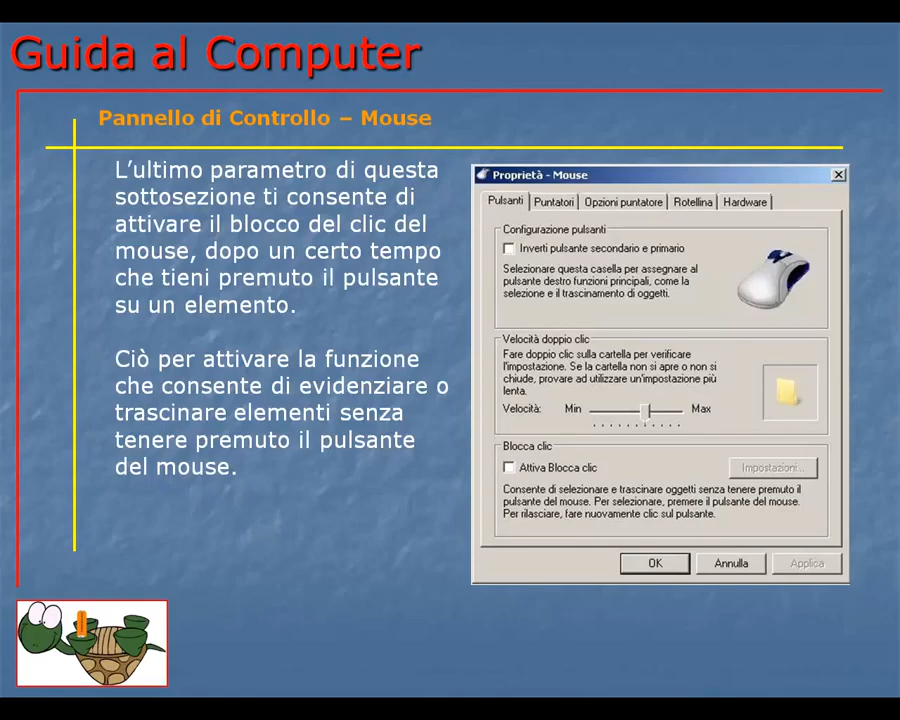 Guida al Computer
Pannello di Controllo – Mouse
L’ultimo parametro di questa
sottosezione ti consente di
attivare il blocco del clic del
mouse, dopo un certo tempo
che tieni premuto il pulsante
su un elemento.
Ciò per attivare la funzione
che consente di evidenziare o
trascinare elementi senza
tenere premuto il pulsante
del mouse.
Proprietà - Mouse
Pulsanti Puntatori Opzioni puntatore Rotellina Hardware
Configurazione pulsanti
Inverti pulsante secondario e primario
Selezionare questa casella per assegnare al
pulsante destro funzioni principali, come la
selezione e il trascinamento di oggetti.
Velocità doppio clic
Fare doppio clic sulla cartella per verificare
l'impostazione. Se la cartella non si apre o non si
chiude, provare ad utilizzare un'impostazione più
lenta.
Velocità: Min Max
Blocca clic
Attiva Blocca clic Impostazioni...
Consente di selezionare e trascinare oggetti senza tenere premuto il
pulsante del mouse. Per selezionare, premere il pulsante del mouse.
Per rilasciare, fare nuovamente clic sul pulsante.
OK Annulla Applica